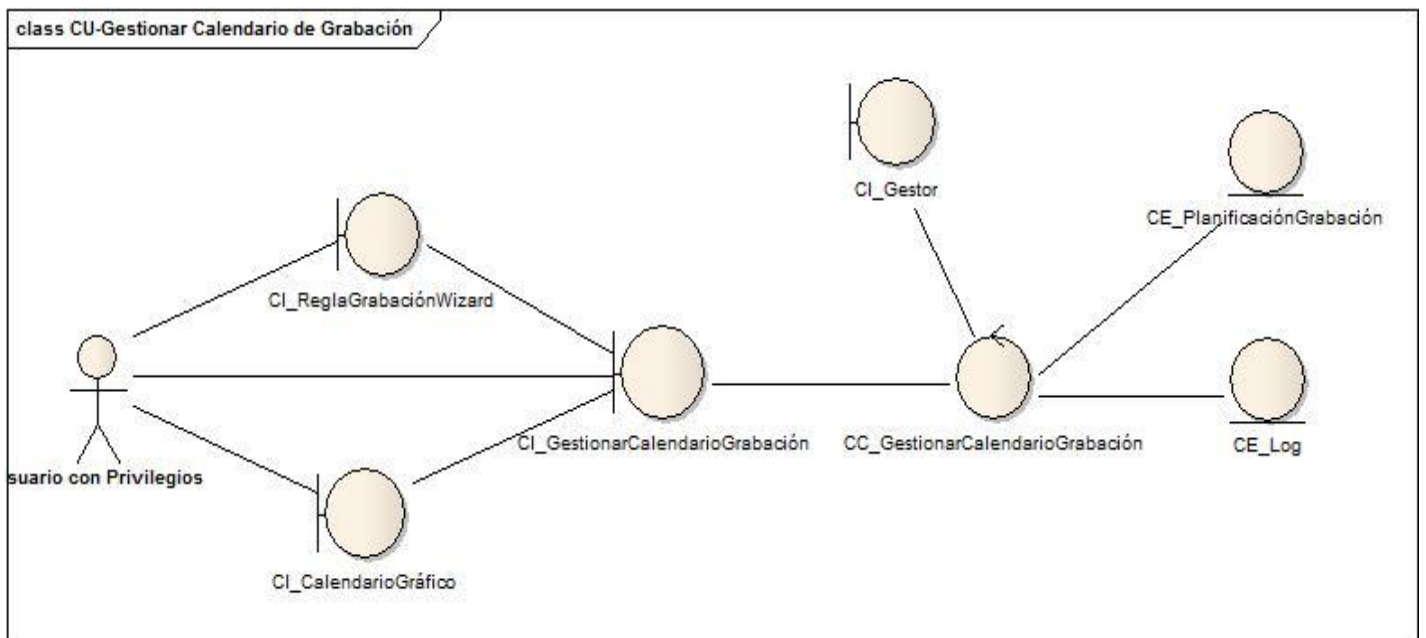 class CU-Gestionar Calendario de Grabación
CI_Gestor
CE_PlanificaciónGrabación
CI_ReglaGrabaciónWizard
CI_GestionarCalendarioGrabación
CC_GestionarCalendarioGrabación
CE_Log
suario con Privilegios
CI_CalendarioGráfico